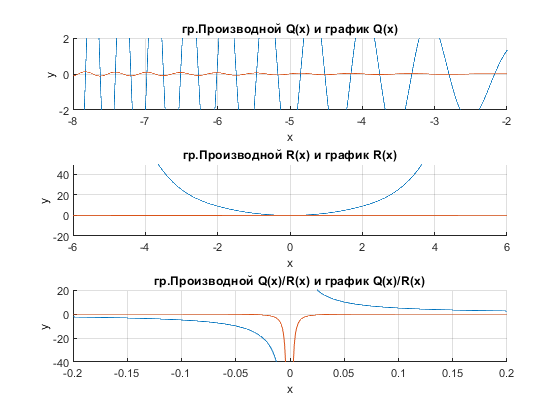 гр.Производной Q(x) и график Q(x)
2
0
-2
y
-8 -7 -6 -5 -4 -3 -2
x
гр.Производной R(x) и график R(x)
40
20
0
-20
y
-6 -4 -2 0 2 4 6
x
гр.Производной Q(x)/R(x) и график Q(x)/R(x)
20
0
-20
-40
y
-0.2 -0.15 -0.1 -0.05 0 0.05 0.1 0.15 0.2
x